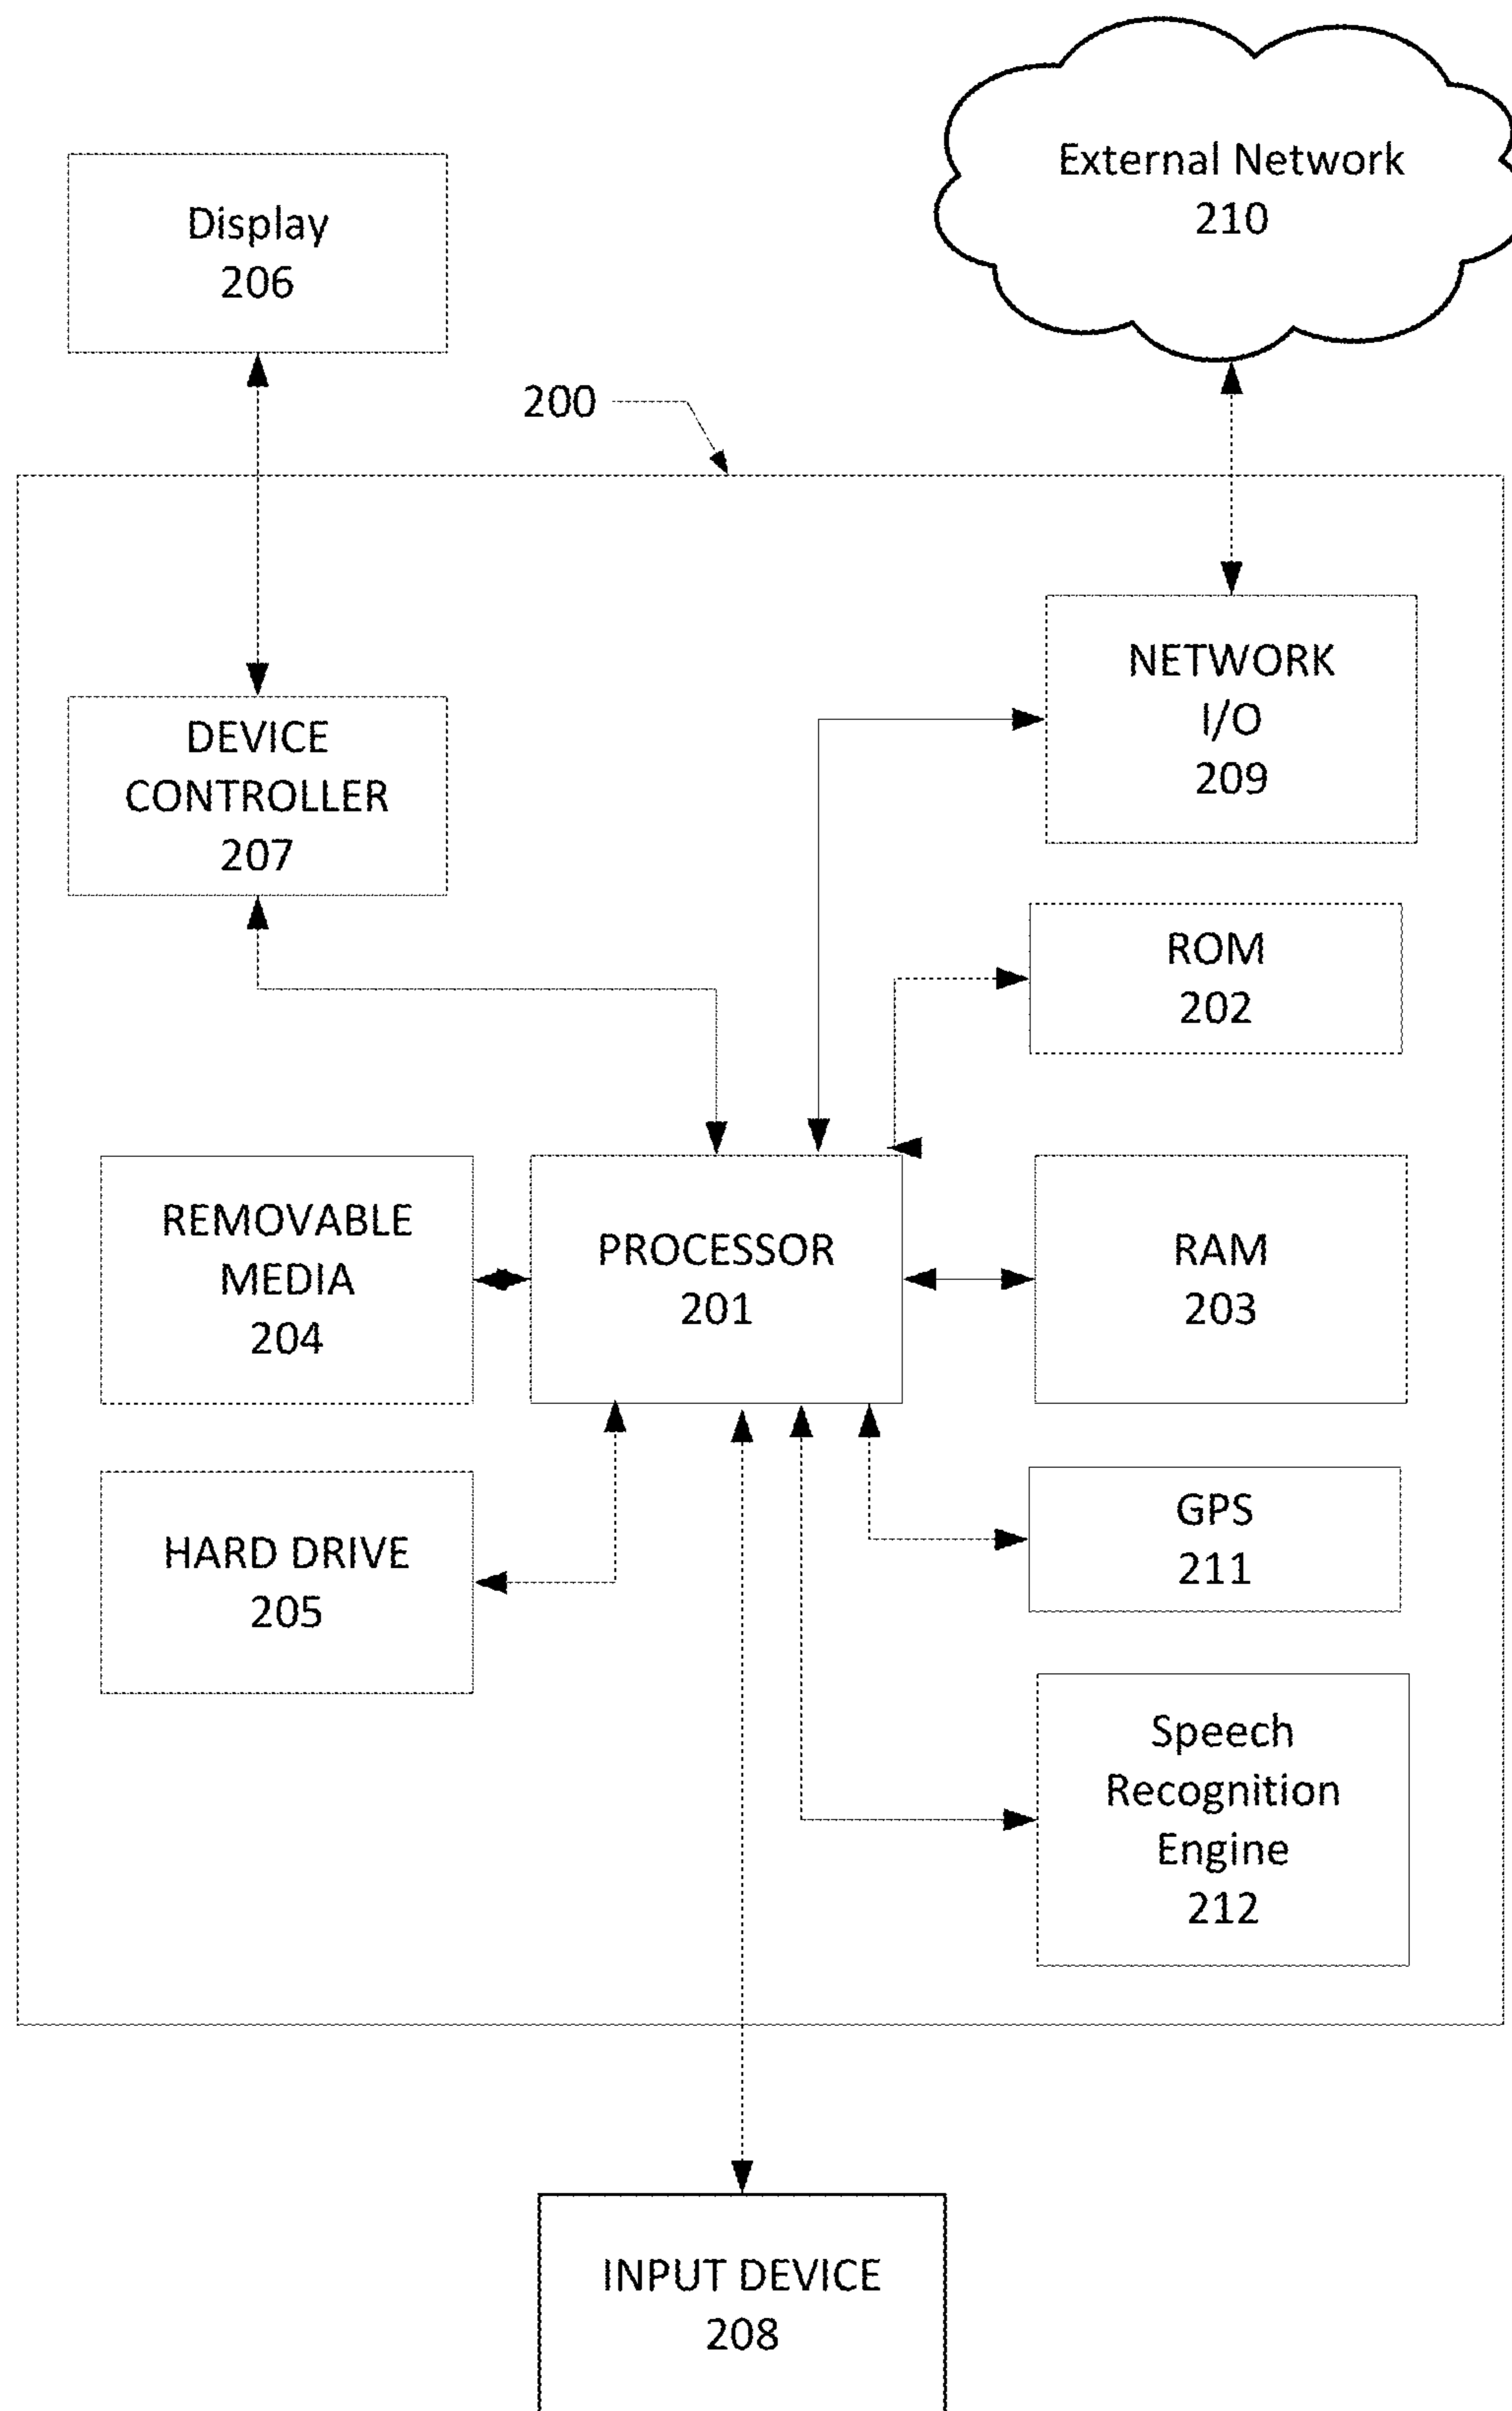 External Network
210
Display
206
200
NETWORK
I/O
209
DEVICE
CONTROLLER
207
ROM
202
REMOVABLE
MEDIA
204
PROCESSOR
201
RAM
203
HARD DRIVE
205
GPS
211
Speech
Recognition
Engine
212
INPUT DEVICE
208